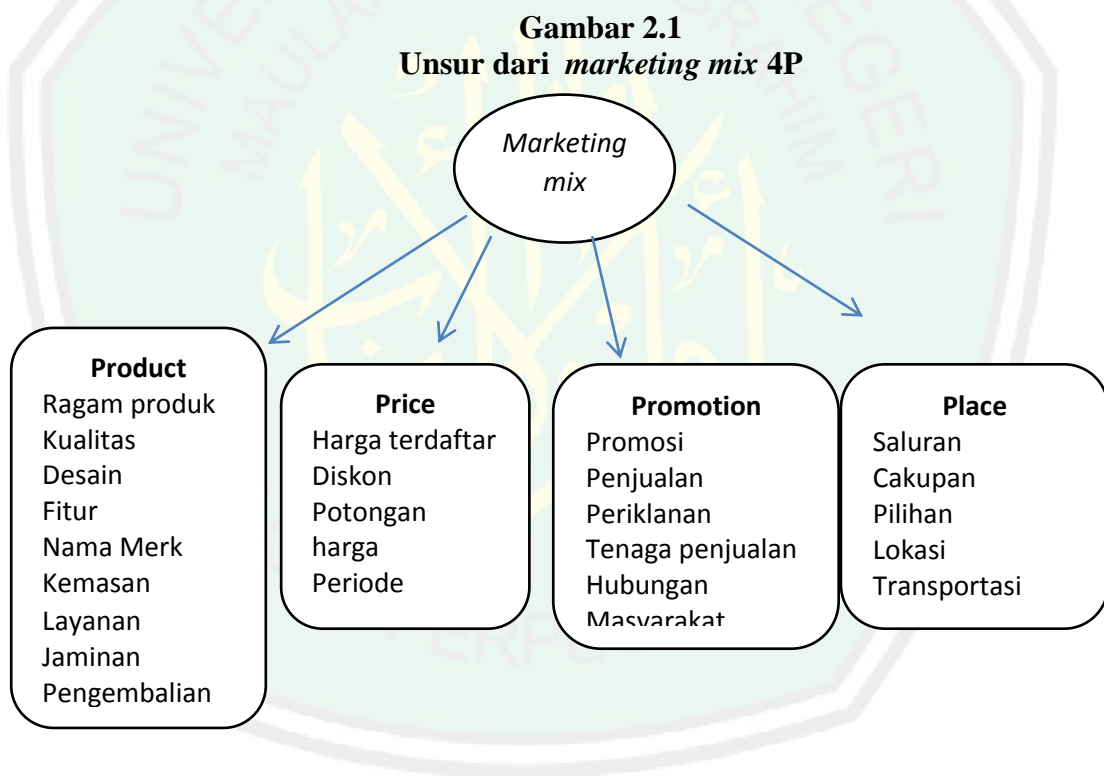 Gambar 2.1
Unsur dari marketing mix 4P
Marketing
mix
Product
Ragam produk
Kualitas
Desain
Fitur
Nama Merk
Kemasan
Layanan
Jaminan
Pengembalian
Price
Harga terdaftar
Diskon
Potongan
harga
Periode
Promotion
Promosi
Penjualan
Periklanan
Tenaga penjualan
Hubungan
Masyarakat
Place
Saluran
Cakupan
Pilihan
Lokasi
Transportasi